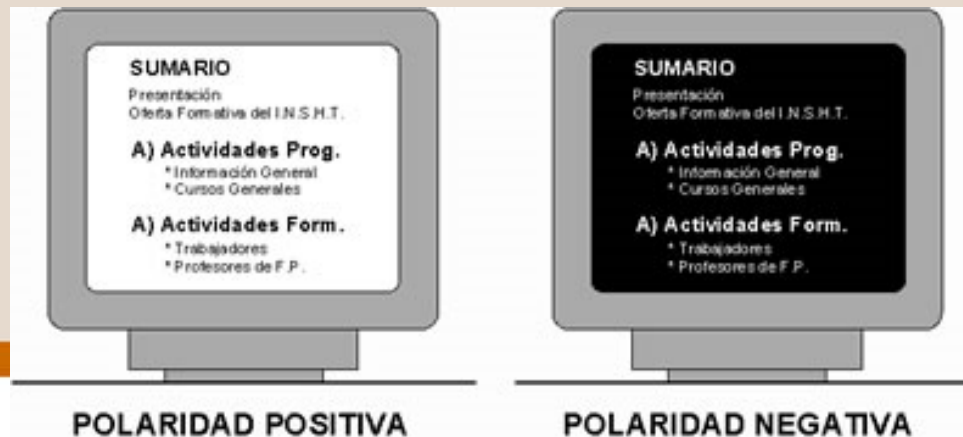 SUMARIO
Presentación
Oferta Formativa del I.N.S.H.T.
A) Actividades Prog.
* Información General
* Cursos Generales
A) Actividades Form.
* Trabajadores
* Profesores de F.P.
POLARIDAD POSITIVA
SUMARIO
Presentación
Oferta Formativa del I.N.S.H.T.
A) Actividades Prog.
* Información General
* Cursos Generales
A) Actividades Form.
* Trabajadores
* Profesores de F.P.
POLARIDAD NEGATIVA